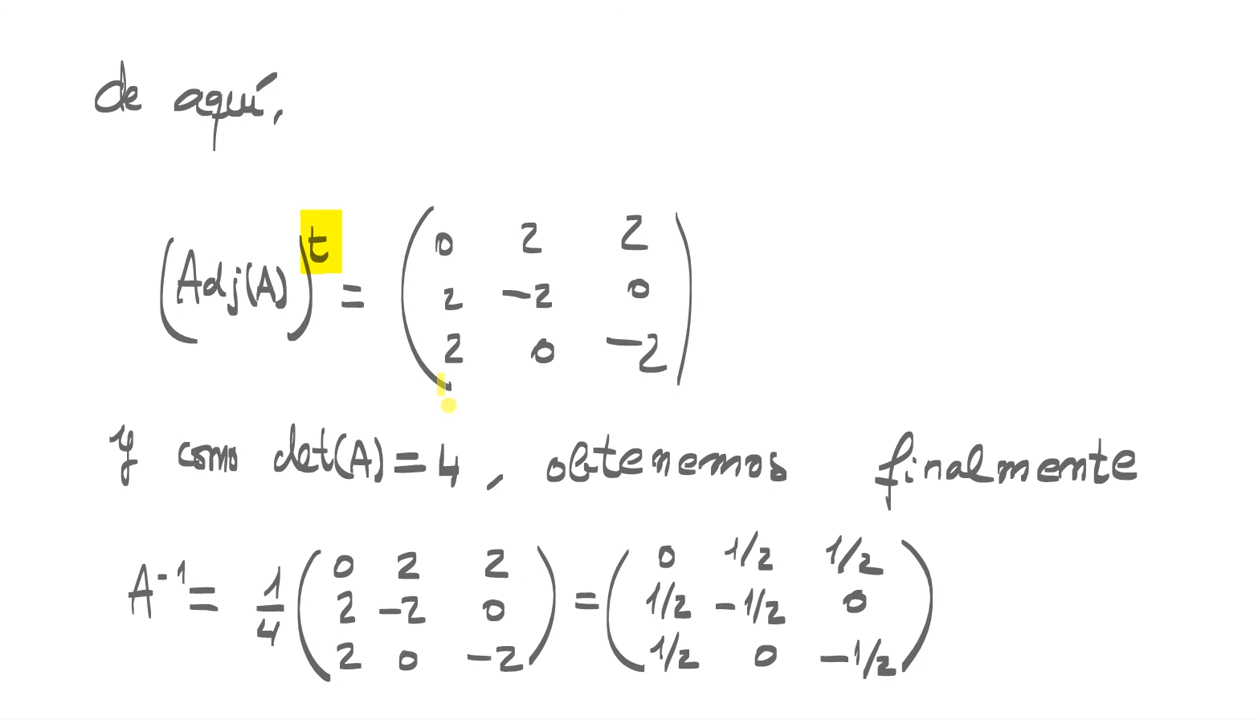 de aquí,
(Adj(A))^t = ( 0 2 2
2 -2 0
2 0 -2 )
y como det(A)=4, obtenemos finalmente
A^-1 = 1/4 ( 0 2 2 = ( 0 1/2 1/2
2 -2 0 1/2 -1/2 0
2 0 -2 ) 1/2 0 -1/2 )